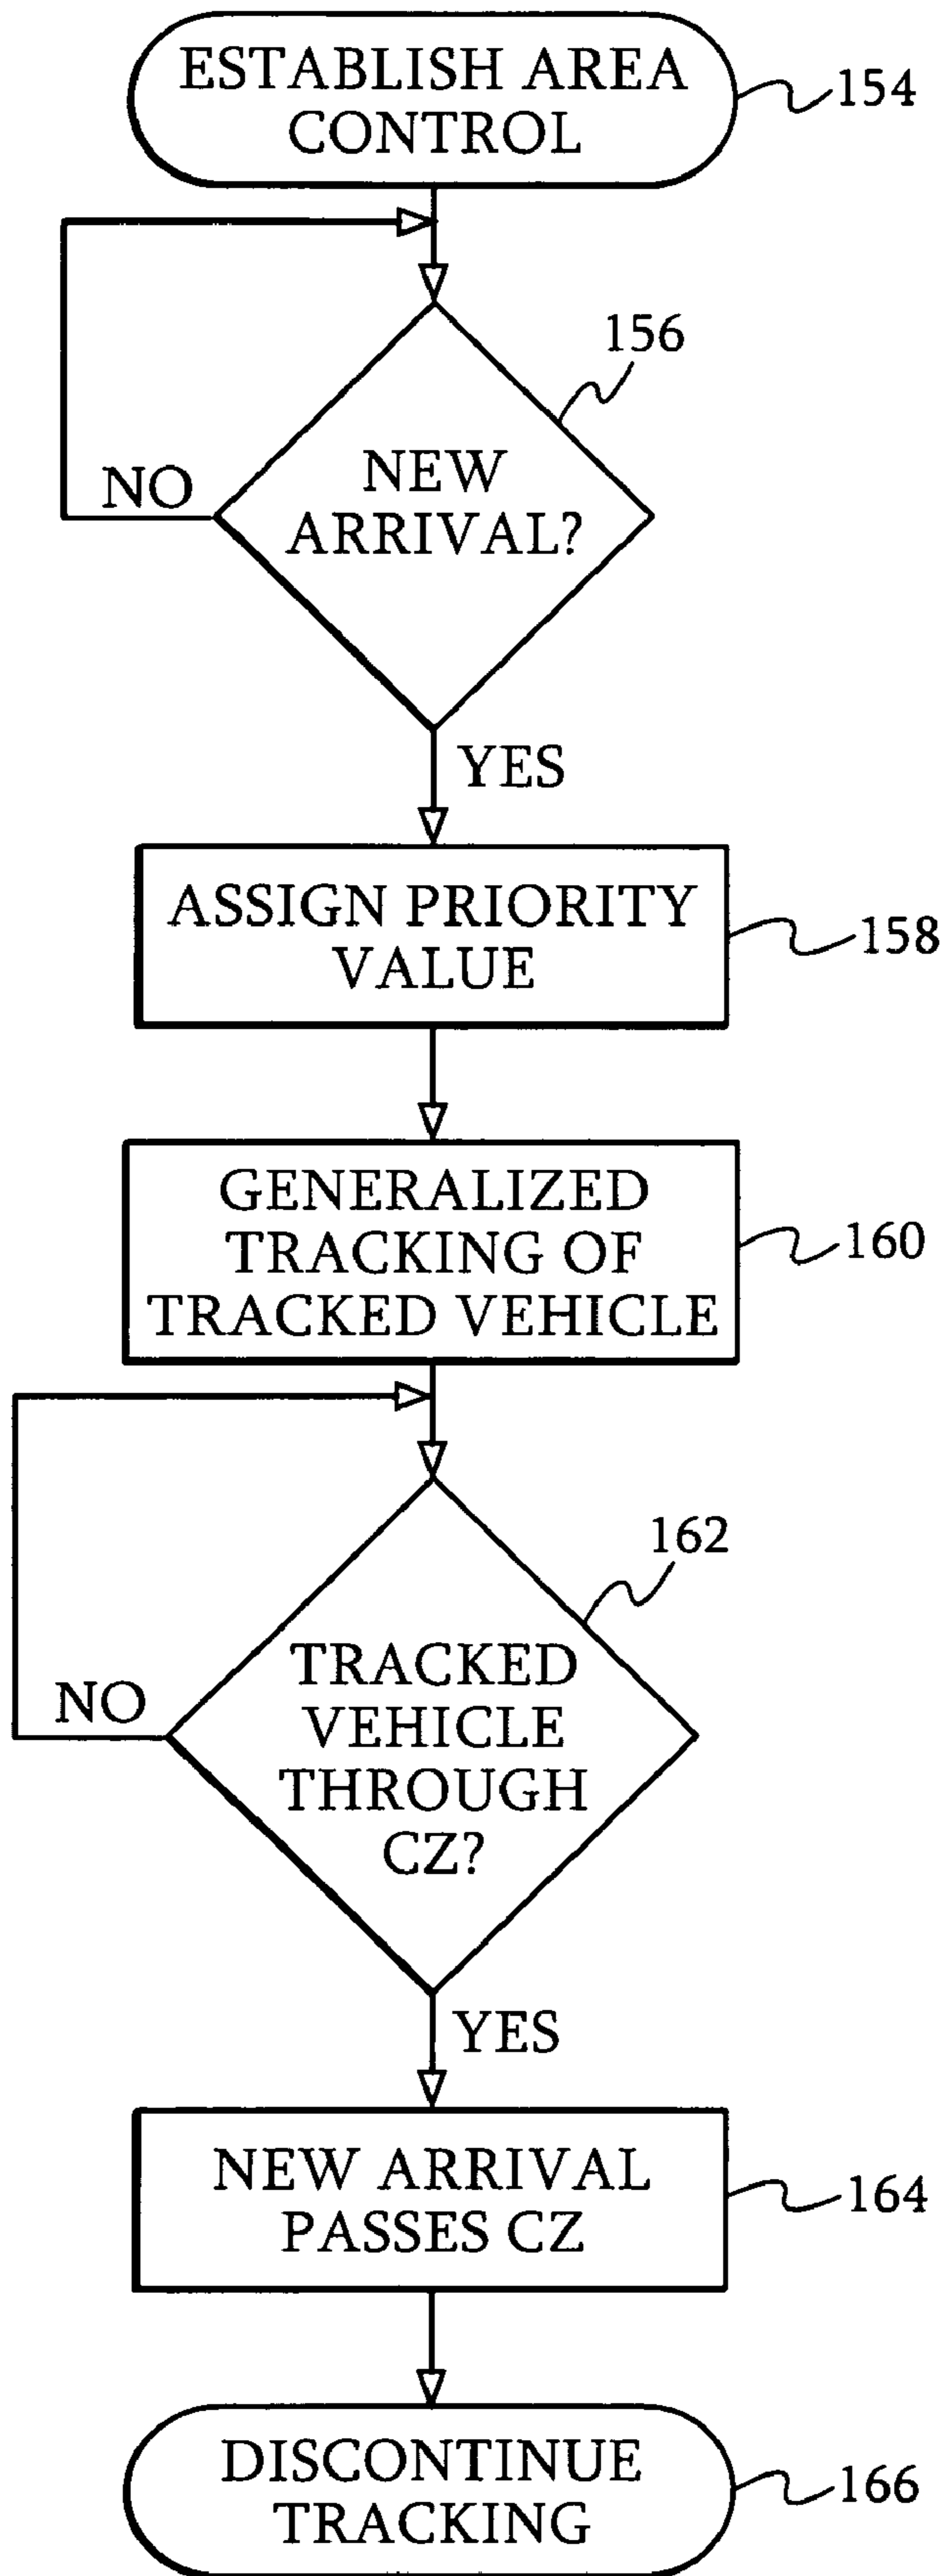 ESTABLISH AREA
CONTROL
154
156
NEW
ARRIVAL?
NO
YES
ASSIGN PRIORITY
VALUE
158
GENERALIZED
TRACKING OF
TRACKED VEHICLE
160
162
TRACKED
VEHICLE
THROUGH
CZ?
NO
YES
NEW ARRIVAL
PASSES CZ
164
DISCONTINUE
TRACKING
166